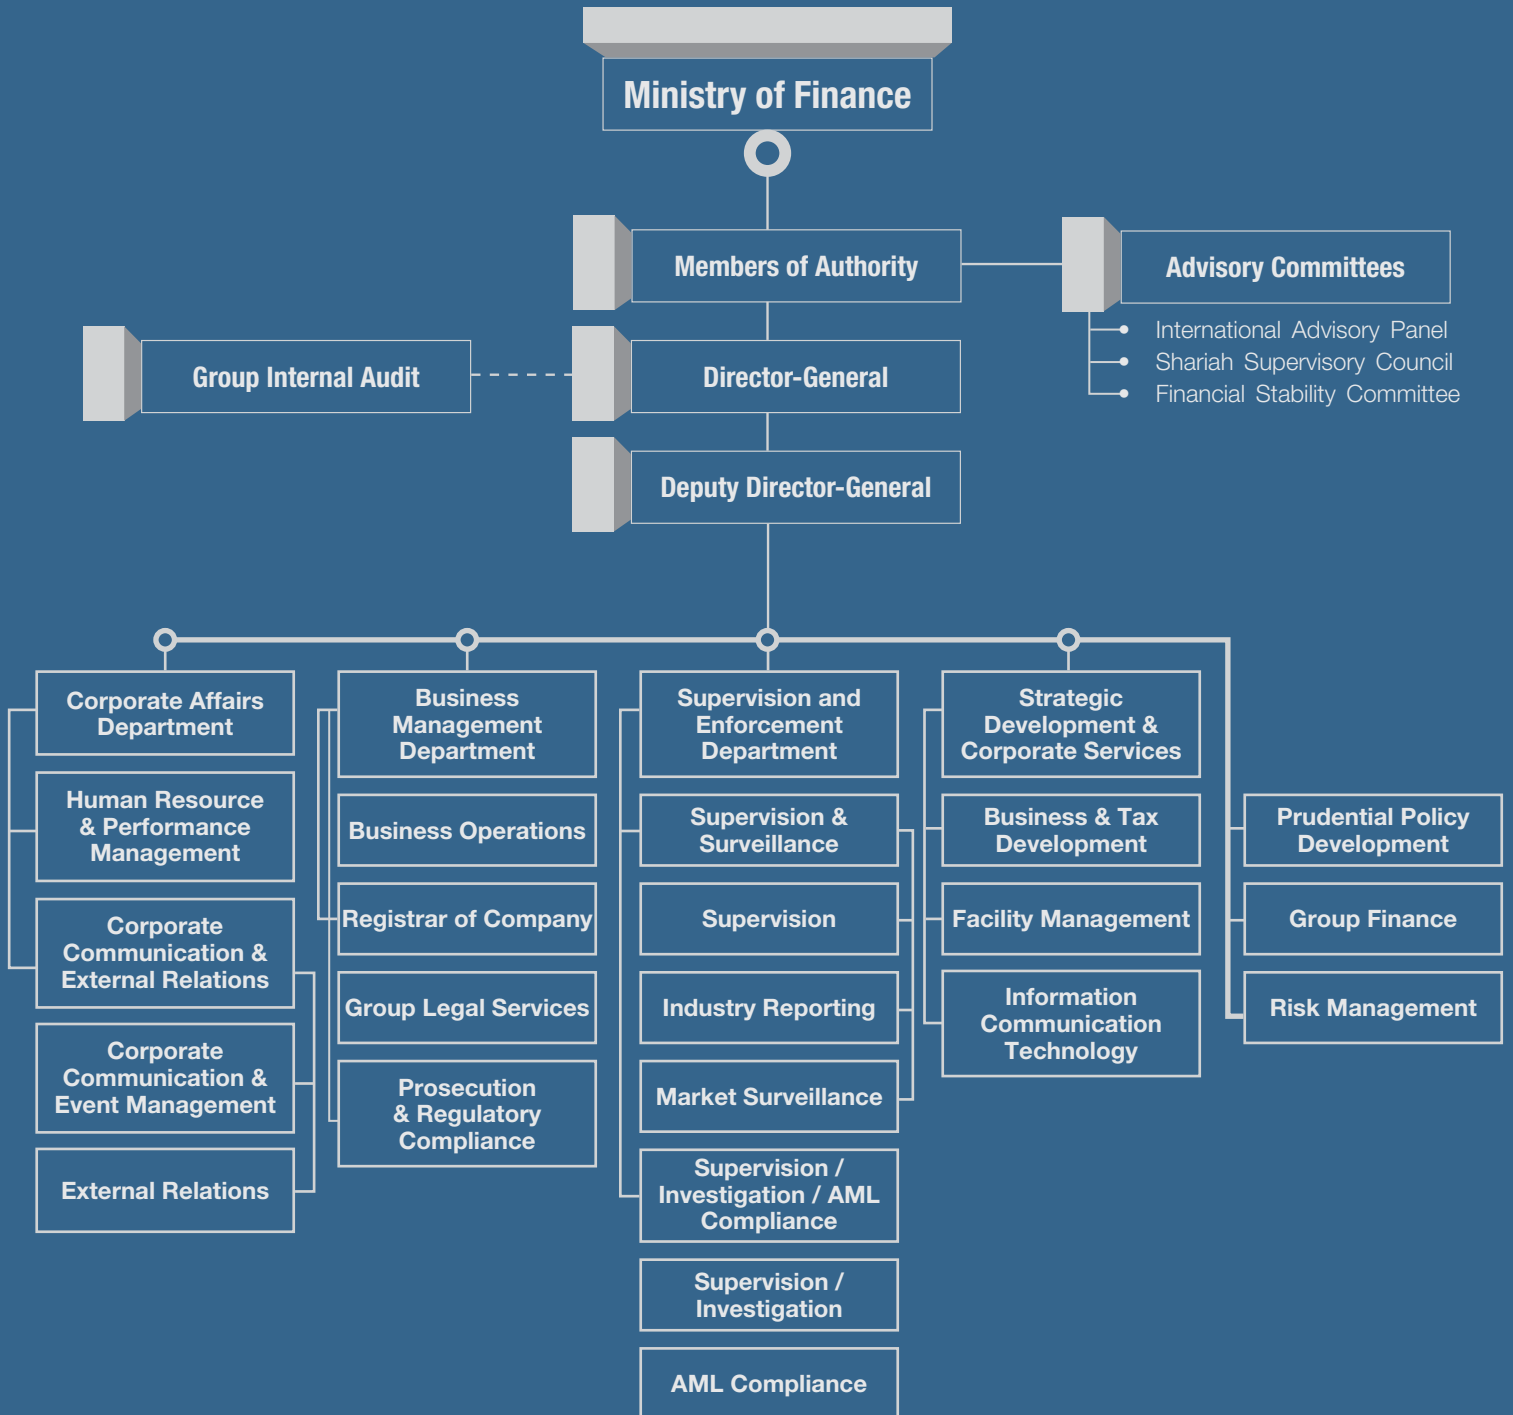 Ministry of Finance
Members of Authority
Advisory Committees
International Advisory Panel
Shariah Supervisory Council
Financial Stability Committee
Group Internal Audit
Director-General
Deputy Director-General
Corporate Affairs
Department
Human Resource
& Performance
Management
Corporate
Communication &
External Relations
Corporate
Communication &
Event Management
External Relations
Business
Management
Department
Business Operations
Registrar of Company
Group Legal Services
Prosecution
& Regulatory
Compliance
Supervision and
Enforcement
Department
Supervision &
Surveillance
Supervision
Industry Reporting
Market Surveillance
Supervision /
Investigation / AML
Compliance
Supervision /
Investigation
AML Compliance
Strategic
Development &
Corporate Services
Business & Tax
Development
Facility Management
Information
Communication
Technology
Prudential Policy
Development
Group Finance
Risk Management